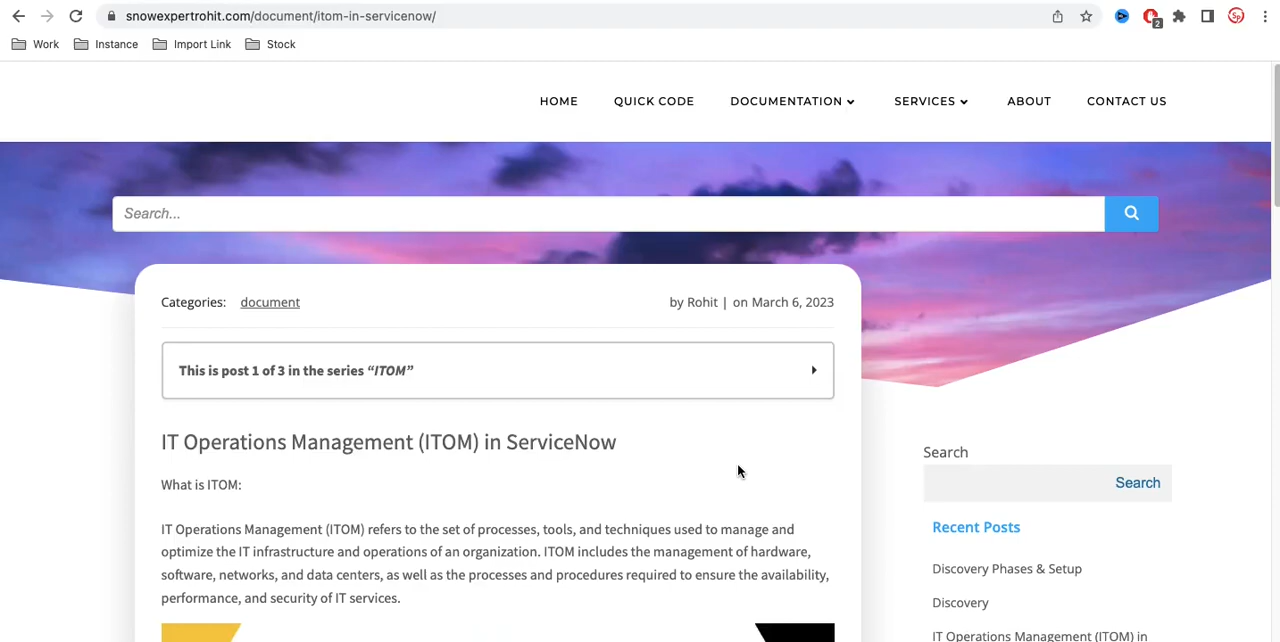 snowexpertrohit.com/document/itom-in-servicenow/
2
Sp
Work Instance Import Link Stock
HOME QUICK CODE DOCUMENTATION SERVICES ABOUT CONTACT US
Search...
Categories: document by Rohit | on March 6, 2023
This is post 1 of 3 in the series “ITOM”
IT Operations Management (ITOM) in ServiceNow
What is ITOM:
IT Operations Management (ITOM) refers to the set of processes, tools, and techniques used to manage and
optimize the IT infrastructure and operations of an organization. ITOM includes the management of hardware,
software, networks, and data centers, as well as the processes and procedures required to ensure the availability,
performance, and security of IT services.
Search
Search
Recent Posts
Discovery Phases & Setup
Discovery
IT Operations Management (ITOM) in